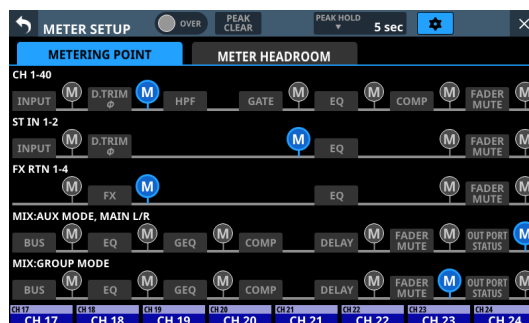 METER SETUP OVER PEAK CLEAR PEAK HOLD ▼ 5 sec ×
METERING POINT METER HEADROOM
CH 1-40
INPUT M D.TRIM Ø M HPF GATE M EQ M COMP M FADER MUTE M
ST IN 1-2
INPUT M D.TRIM Ø M EQ M FADER MUTE M
FX RTN 1-4
M FX M EQ M FADER MUTE M
MIX:AUX MODE, MAIN L/R
BUS M EQ M GEQ M COMP DELAY M FADER MUTE M OUT PORT STATUS M
MIX:GROUP MODE
BUS M EQ M GEQ M COMP DELAY M FADER MUTE M OUT PORT STATUS M
CH 17 CH 18 CH 19 CH 20 CH 21 CH 22 CH 23 CH 24
CH 17 CH 18 CH 19 CH 20 CH 21 CH 22 CH 23 CH 24